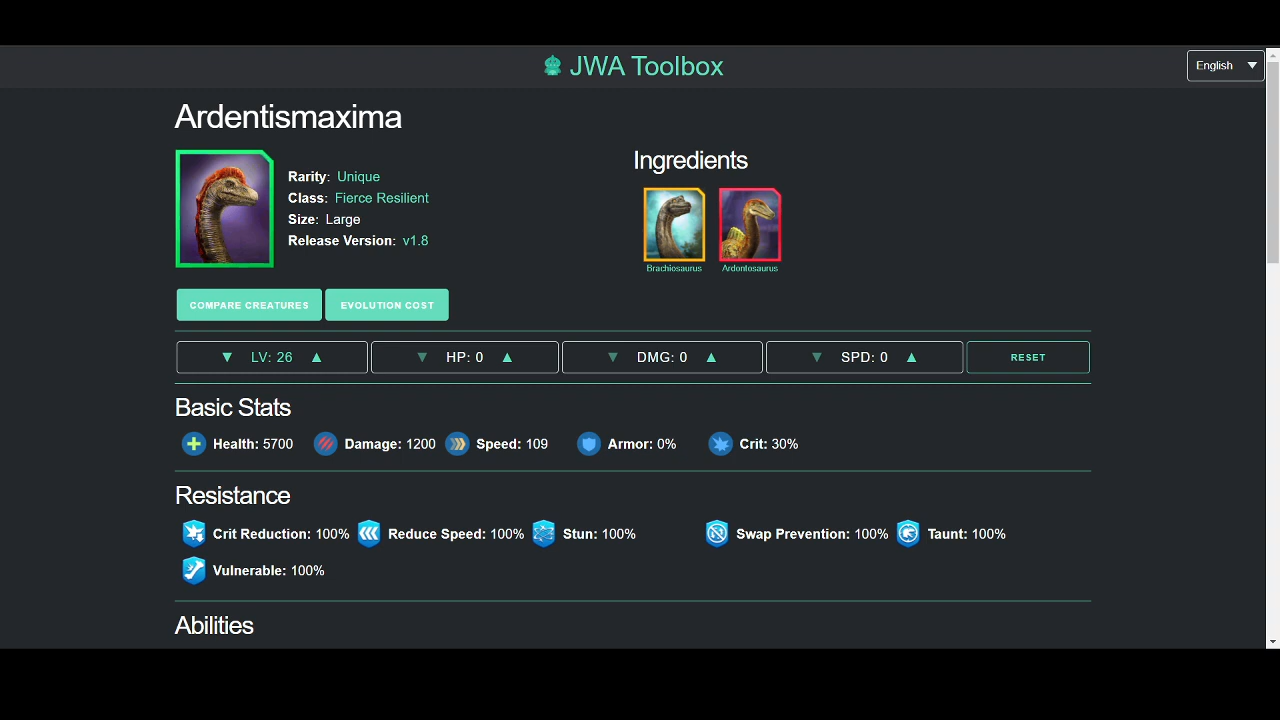 JWA Toolbox
English
Ardentismaxima
Rarity: Unique
Class: Fierce Resilient
Size: Large
Release Version: v1.8
Ingredients
Brachiosaurus
Ardontosaurus
COMPARE CREATURES
EVOLUTION COST
LV: 26
HP: 0
DMG: 0
SPD: 0
RESET
Basic Stats
Health: 5700
Damage: 1200
Speed: 109
Armor: 0%
Crit: 30%
Resistance
Crit Reduction: 100%
Reduce Speed: 100%
Stun: 100%
Swap Prevention: 100%
Taunt: 100%
Vulnerable: 100%
Abilities